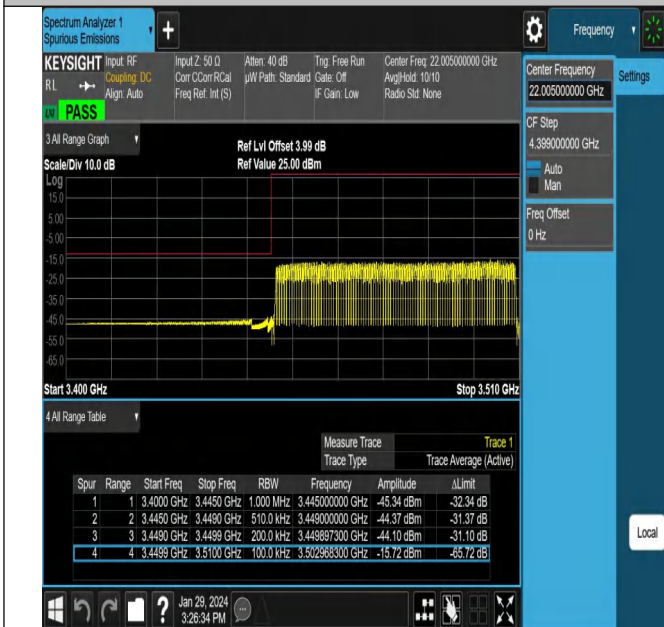 Spectrum Analyzer 1
Spurious Emissions
Frequency
KEYSIGHT
RL
PASS
Input: RF
Coupling: DC
Align: Auto
Input Z: 50 Ω
Corr CCorr RCal
Freq Ref: Int (S)
Atten: 40 dB
µW Path: Standard
Trig: Free Run
Gate: Off
IF Gain: Low
Center Freq: 22.005000000 GHz
Avg|Hold: 10/10
Radio Std: None
Center Frequency
22.005000000 GHz
Settings
CF Step
4.399000000 GHz
Auto
Man
Freq Offset
0 Hz
Local
3 All Range Graph
Scale/Div 10.0 dB
Ref Lvl Offset 3.99 dB
Ref Value 25.00 dBm
Log
15.0
5.00
-5.00
-15.0
-25.0
-35.0
-45.0
-55.0
-65.0
Start 3.400 GHz
Stop 3.510 GHz
4 All Range Table
Measure Trace Trace 1
Trace Type Trace Average (Active)
Spur Range Start Freq Stop Freq RBW Frequency Amplitude ΔLimit
1 1 3.4000 GHz 3.4450 GHz 1.000 MHz 3.445000000 GHz -45.34 dBm -32.34 dB
2 2 3.4450 GHz 3.4490 GHz 510.0 kHz 3.449000000 GHz -44.37 dBm -31.37 dB
3 3 3.4490 GHz 3.4499 GHz 200.0 kHz 3.449897300 GHz -44.10 dBm -31.10 dB
4 4 3.4499 GHz 3.5100 GHz 100.0 kHz 3.502968300 GHz -15.72 dBm -65.72 dB
Jan 29, 2024
3:26:34 PM